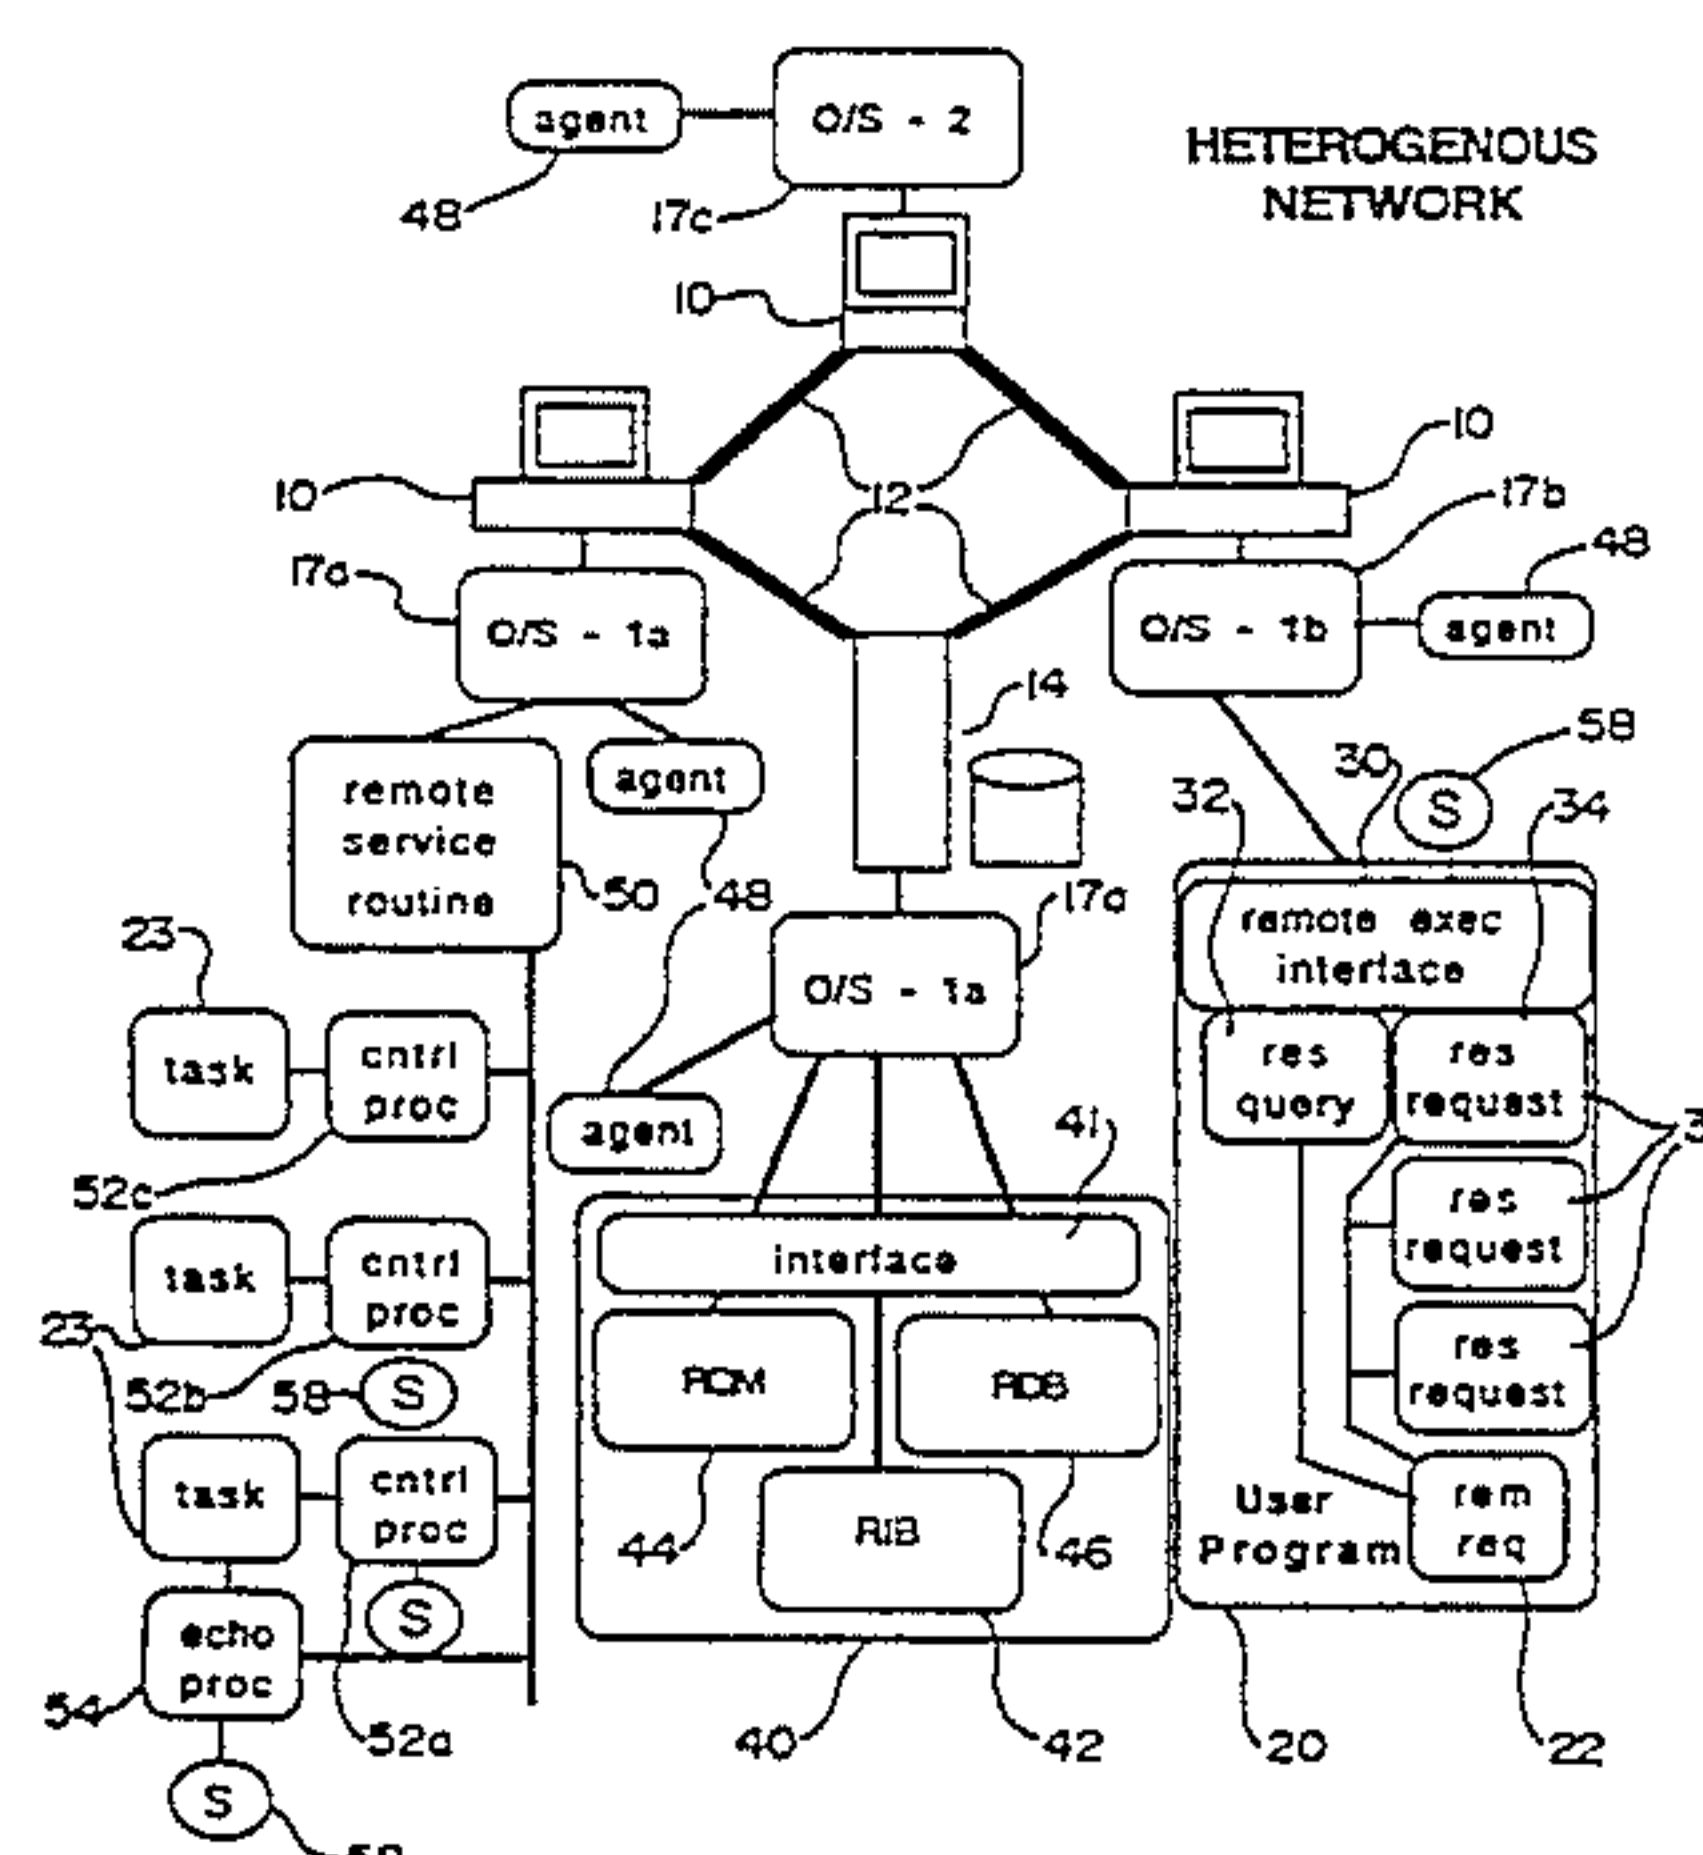 HETEROGENOUS
NETWORK
agent
O/S - 2
48
17c
10
10
10
12
17b
48
17a
O/S - 1a
O/S - 1b
agent
14
58
30
32
34
S
remote
service
routine
agent
50
48
17a
remote exec
interface
23
O/S - 1a
task
cntrl
proc
res
query
res
request
agent
41
52c
res
request
task
cntrl
proc
interface
23
52b
58
S
RCM
RDB
res
request
task
cntrl
proc
RIB
44
46
User
Program
rem
req
S
echo
proc
54
52a
40
42
20
22
S